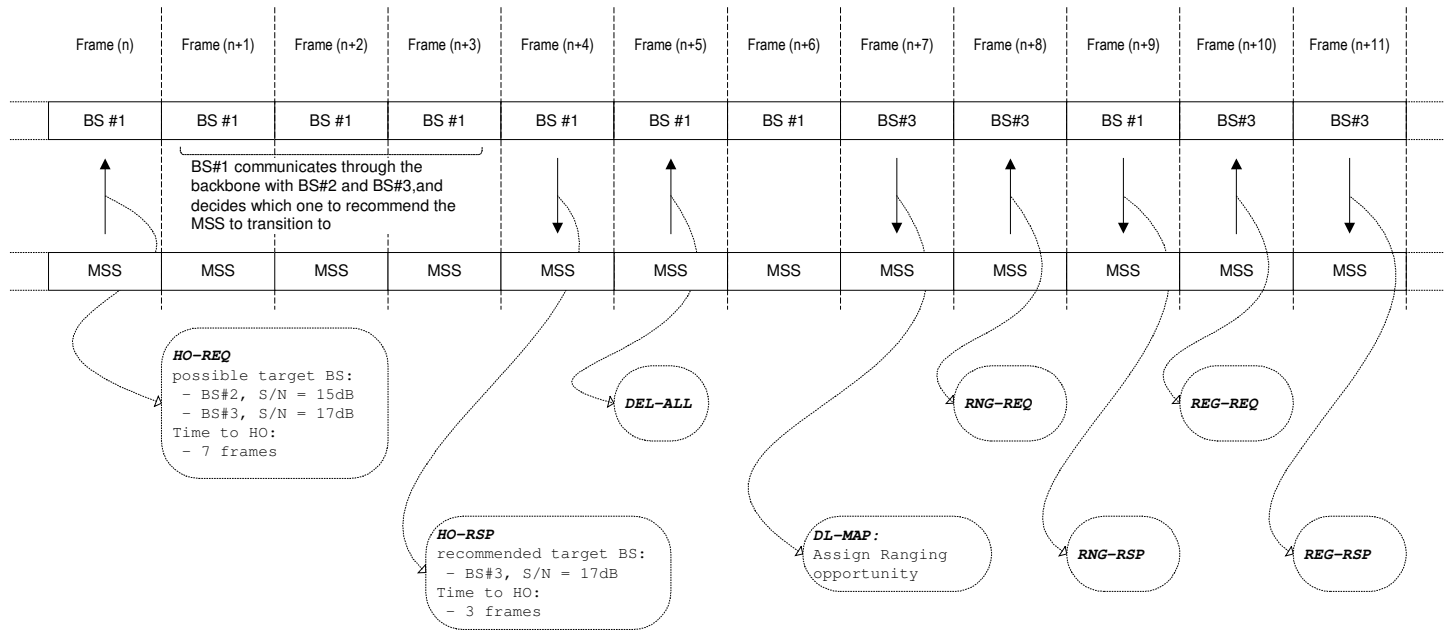 Frame (n) Frame (n+1) Frame (n+2) Frame (n+3) Frame (n+4) Frame (n+5) Frame (n+6) Frame (n+7) Frame (n+8) Frame (n+9) Frame (n+10) Frame (n+11)
BS #1 BS #1 BS #1 BS #1 BS #1 BS #1 BS #1 BS#3 BS#3 BS #1 BS#3 BS#3
BS#1 communicates through the
backbone with BS#2 and BS#3,and
decides which one to recommend the
MSS to transition to
MSS MSS MSS MSS MSS MSS MSS MSS MSS MSS MSS MSS
HO-REQ
possible target BS:
- BS#2, S/N = 15dB
- BS#3, S/N = 17dB
Time to HO:
- 7 frames
DEL-ALL
RNG-REQ
REG-REQ
HO-RSP
recommended target BS:
- BS#3, S/N = 17dB
Time to HO:
- 3 frames
DL-MAP:
Assign Ranging
opportunity
RNG-RSP
REG-RSP